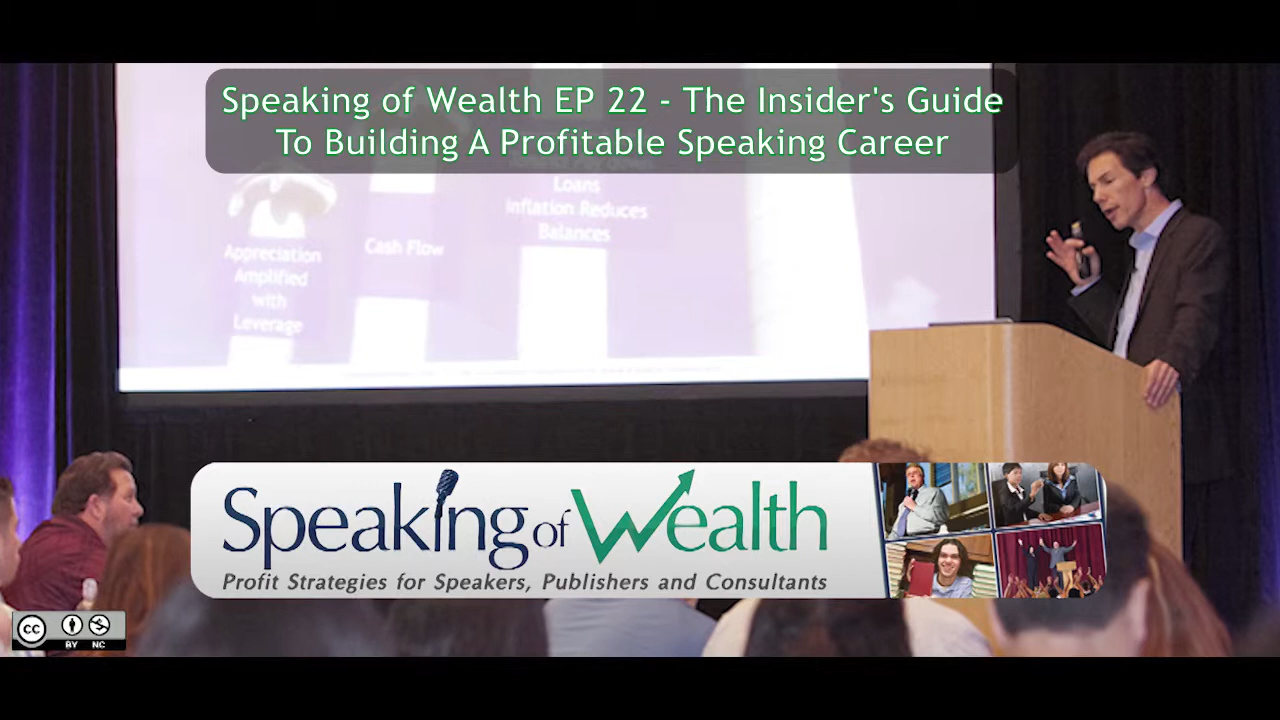 Speaking of Wealth EP 22 - The Insider's Guide
To Building A Profitable Speaking Career
Loans
Inflation Reduces
Balances
Cash Flow
Appreciation
Amplified
with
Leverage
Speaking of Wealth
Profit Strategies for Speakers, Publishers and Consultants
cc
BY NC